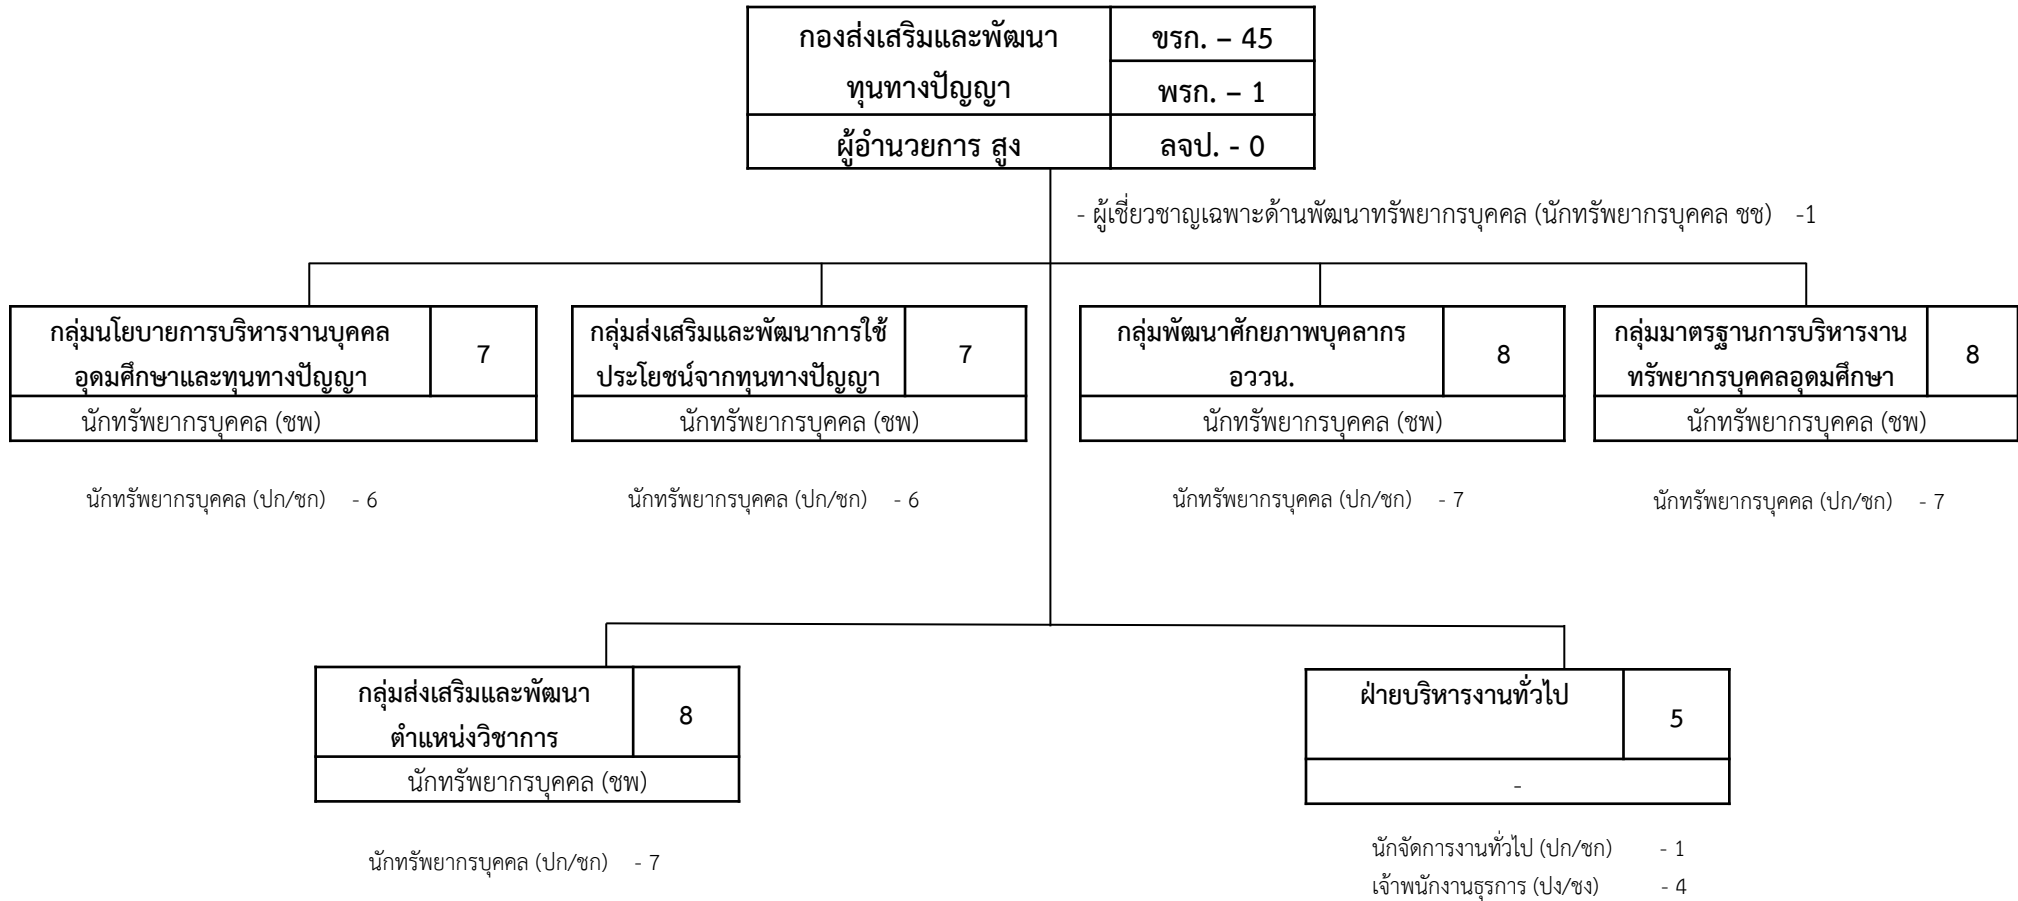 กองส่งเสริมและพัฒนา
ทุนทางปัญญา
ขรก. – 45
พรก. – 1
ผู้อำนวยการ สูง
ลจป. - 0
- ผู้เชี่ยวชาญเฉพาะด้านพัฒนาทรัพยากรบุคคล (นักทรัพยากรบุคคล ชช) -1
กลุ่มนโยบายการบริหารงานบุคคล
อุดมศึกษาและทุนทางปัญญา
7
นักทรัพยากรบุคคล (ชพ)
นักทรัพยากรบุคคล (ปก/ชก) - 6
กลุ่มส่งเสริมและพัฒนาการใช้
ประโยชน์จากทุนทางปัญญา
7
นักทรัพยากรบุคคล (ชพ)
นักทรัพยากรบุคคล (ปก/ชก) - 6
กลุ่มพัฒนาศักยภาพบุคลากร
อววน.
8
นักทรัพยากรบุคคล (ชพ)
นักทรัพยากรบุคคล (ปก/ชก) - 7
กลุ่มมาตรฐานการบริหารงาน
ทรัพยากรบุคคลอุดมศึกษา
8
นักทรัพยากรบุคคล (ชพ)
นักทรัพยากรบุคคล (ปก/ชก) - 7
กลุ่มส่งเสริมและพัฒนา
ตำแหน่งวิชาการ
8
นักทรัพยากรบุคคล (ชพ)
นักทรัพยากรบุคคล (ปก/ชก) - 7
ฝ่ายบริหารงานทั่วไป
5
-
นักจัดการงานทั่วไป (ปก/ชก) - 1
เจ้าพนักงานธุรการ (ปง/ชง) - 4